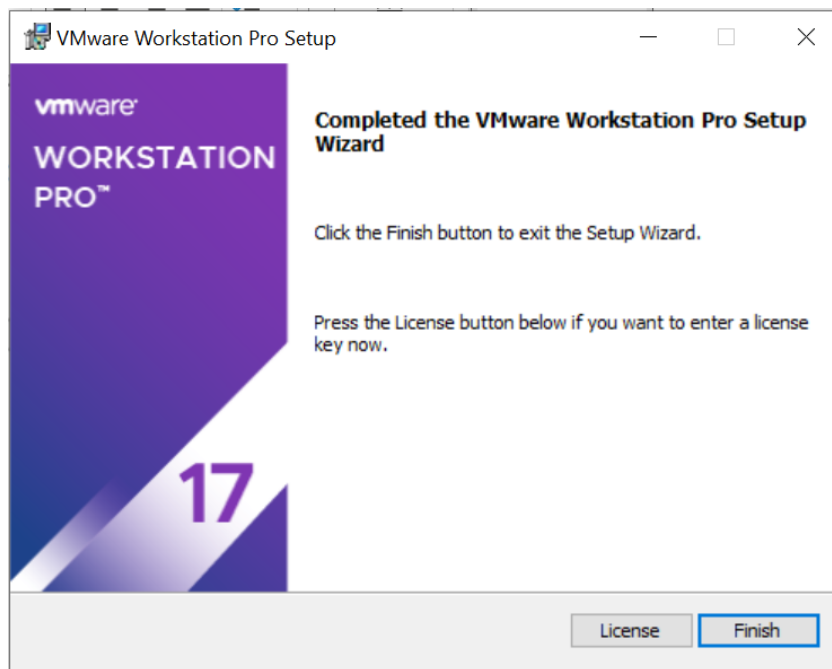 VMware Workstation Pro Setup
vmware
WORKSTATION
PRO™
17
Completed the VMware Workstation Pro Setup
Wizard
Click the Finish button to exit the Setup Wizard.
Press the License button below if you want to enter a license
key now.
License
Finish